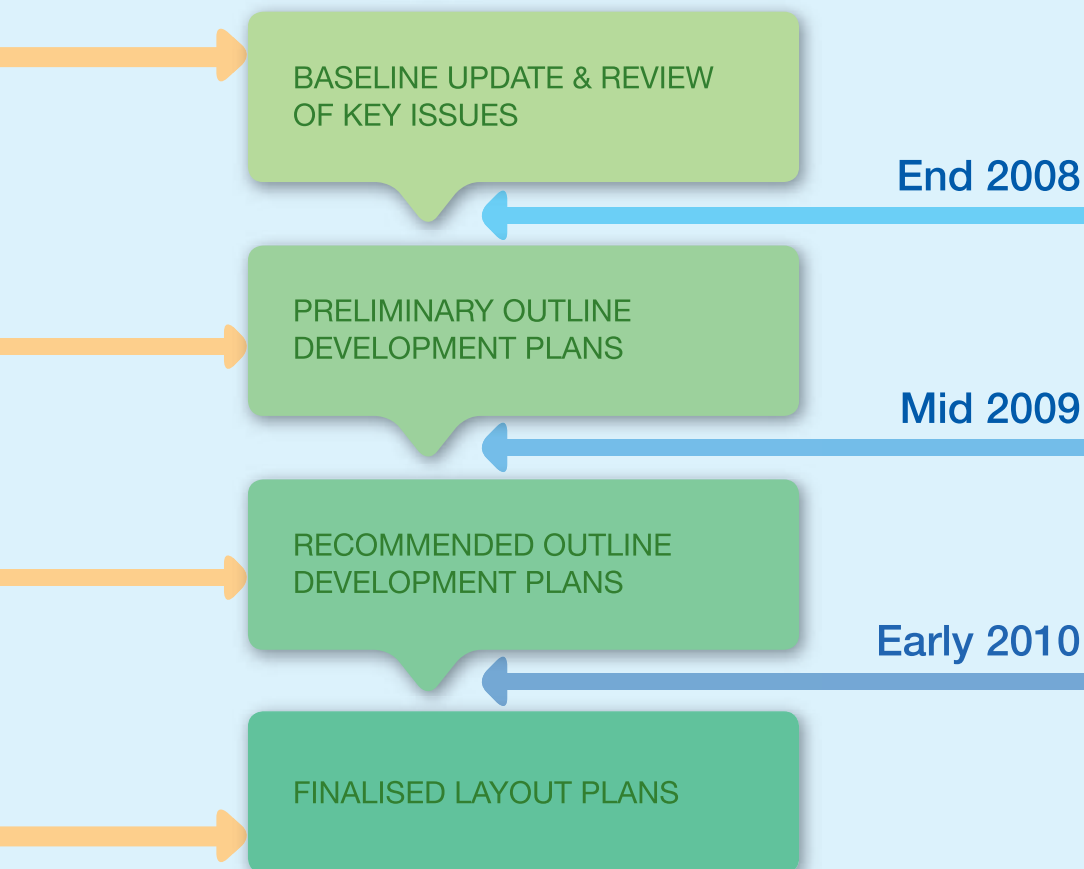 BASELINE UPDATE & REVIEW
OF KEY ISSUES
End 2008
PRELIMINARY OUTLINE
DEVELOPMENT PLANS
Mid 2009
RECOMMENDED OUTLINE
DEVELOPMENT PLANS
Early 2010
FINALISED LAYOUT PLANS